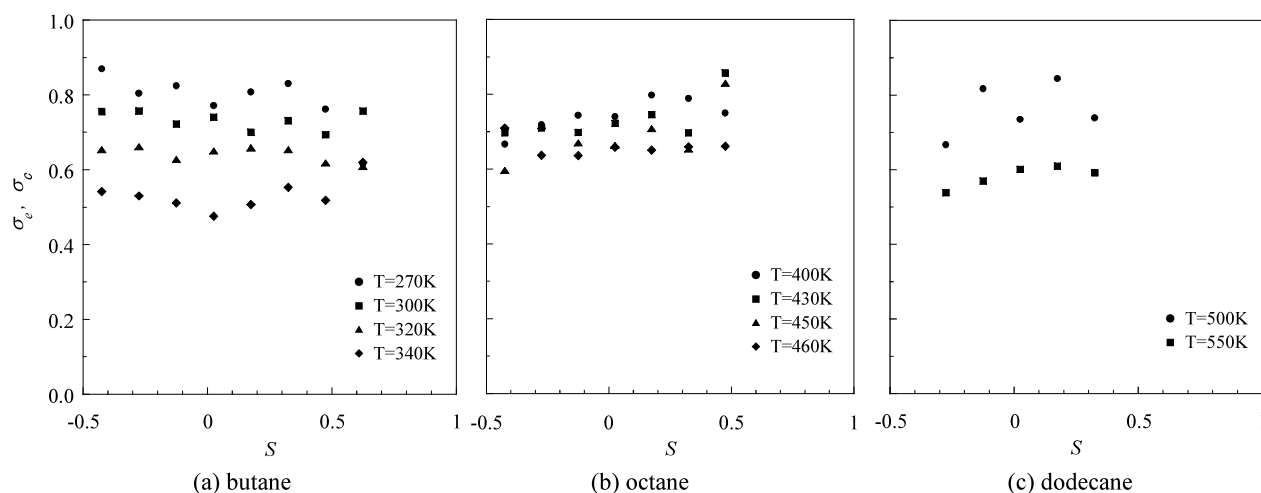 1.0
0.8
0.6
0.4
0.2
0.0
σe, σc
T=270K
T=300K
T=320K
T=340K
-0.5 0 0.5 1
S
(a) butane
T=400K
T=430K
T=450K
T=460K
-0.5 0 0.5 1
S
(b) octane
T=500K
T=550K
-0.5 0 0.5 1
S
(c) dodecane